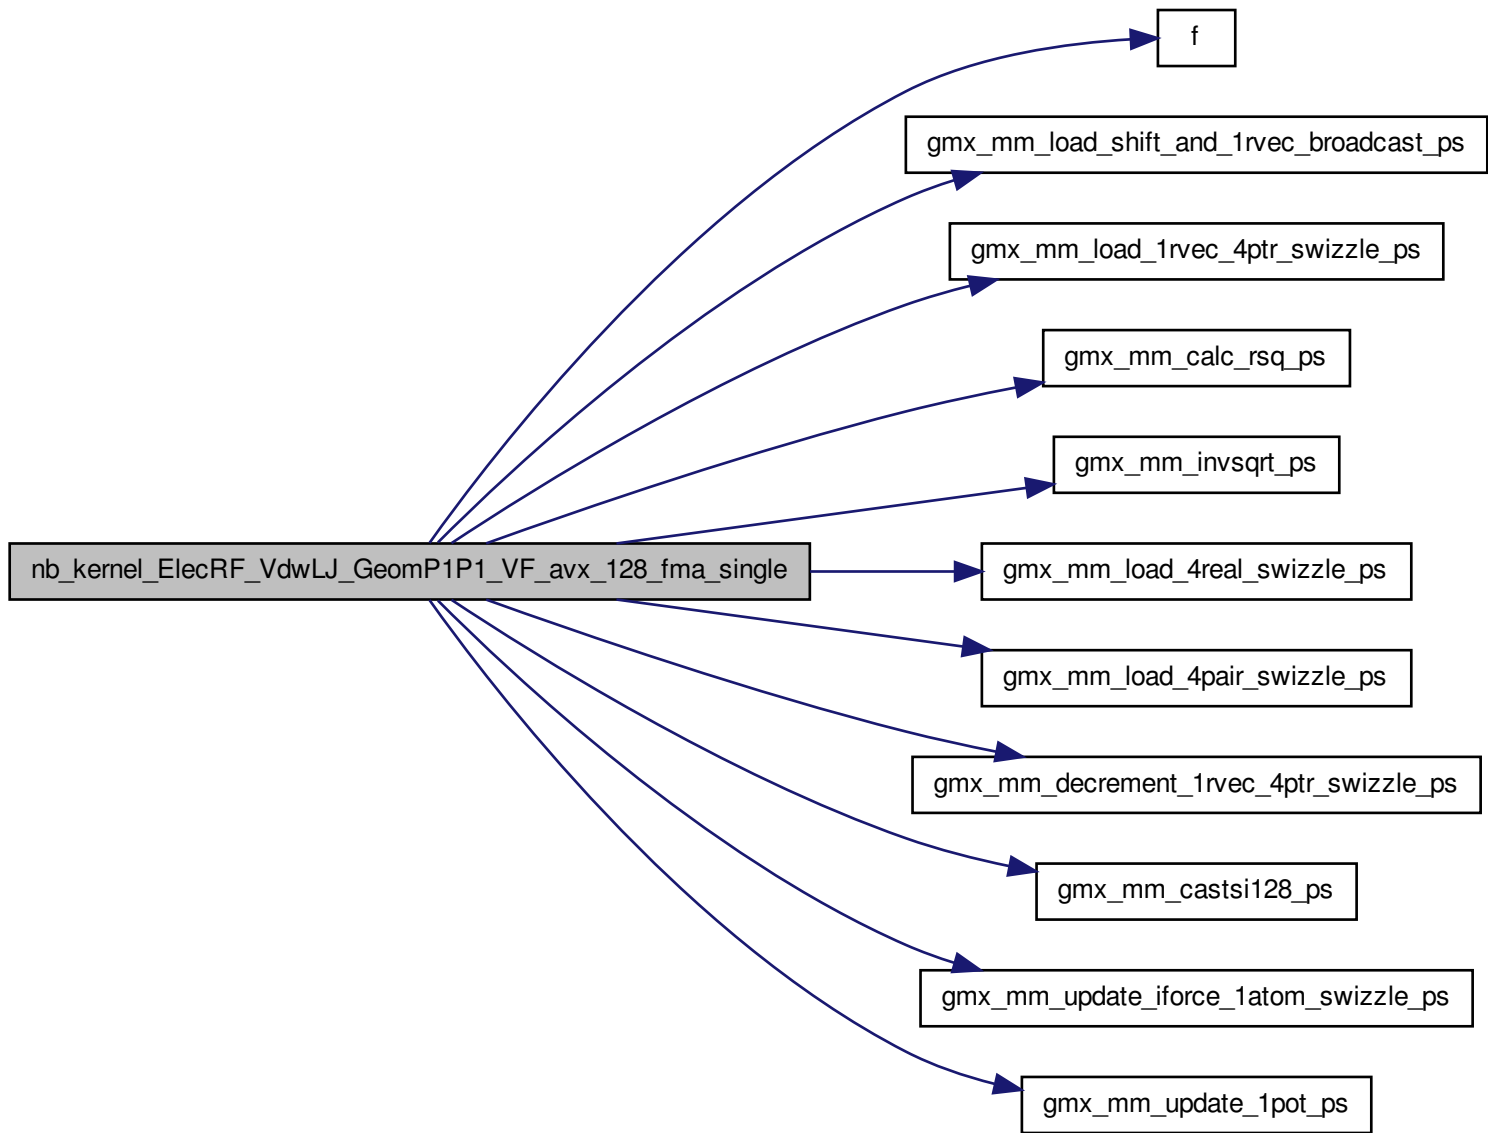 f
gmx_mm_load_shift_and_1rvec_broadcast_ps
gmx_mm_load_1rvec_4ptr_swizzle_ps
gmx_mm_calc_rsq_ps
gmx_mm_invsqrt_ps
nb_kernel_ElecRF_VdwLJ_GeomP1P1_VF_avx_128_fma_single
gmx_mm_load_4real_swizzle_ps
gmx_mm_load_4pair_swizzle_ps
gmx_mm_decrement_1rvec_4ptr_swizzle_ps
gmx_mm_castsi128_ps
gmx_mm_update_iforce_1atom_swizzle_ps
gmx_mm_update_1pot_ps